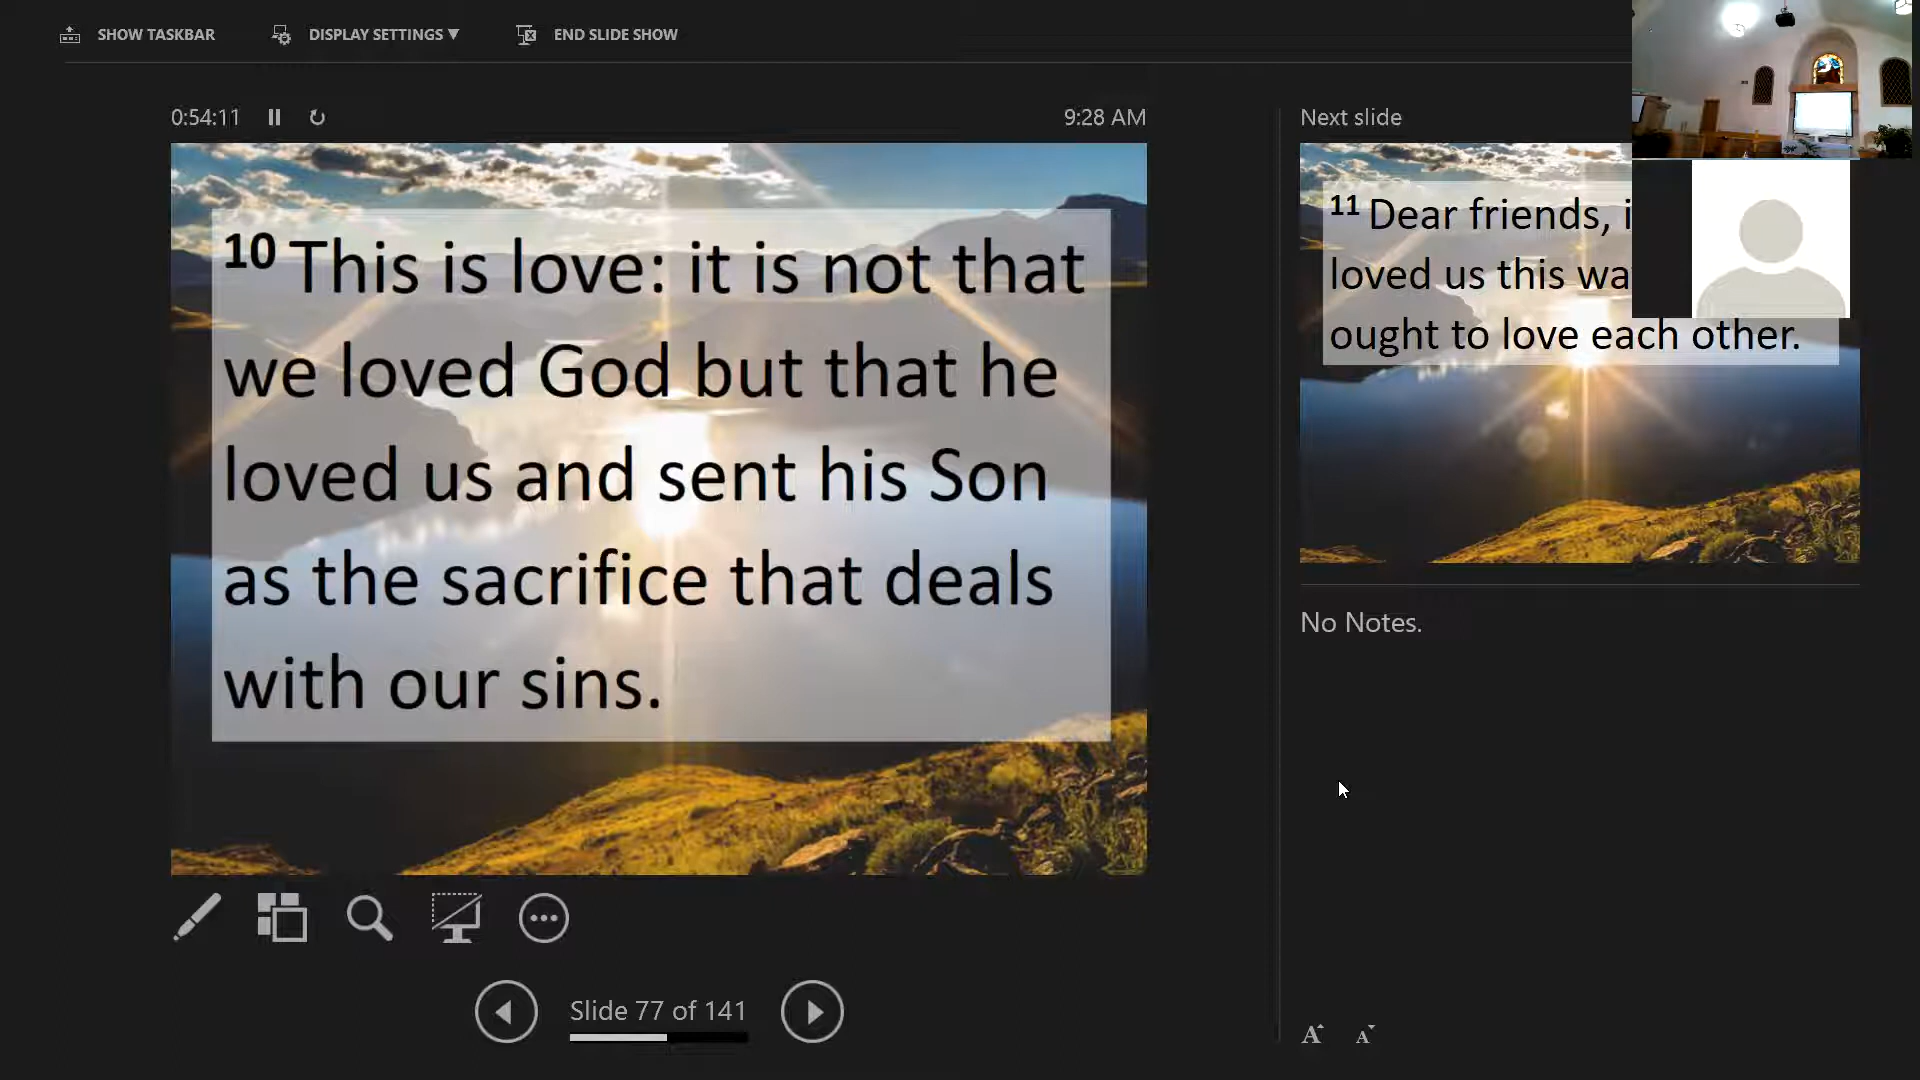 SHOW TASKBAR
DISPLAY SETTINGS ▼
END SLIDE SHOW
0:54:11
9:28 AM
10 This is love: it is not that
we loved God but that he
loved us and sent his Son
as the sacrifice that deals
with our sins.
Slide 77 of 141
Next slide
11 Dear friends,
loved us this
ought to love each other.
No Notes.
A A